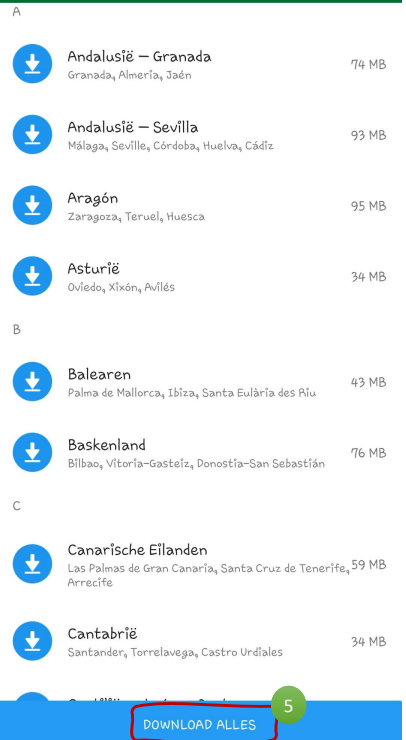 A
Andalusië – Granada
74 MB
Granada, Almería, Jaén
Andalusië – Sevilla
93 MB
Málaga, Seville, Córdoba, Huelva, Cádiz
Aragón
95 MB
Zaragoza, Teruel, Huesca
Asturië
34 MB
Oviedo, Xixón, Avilés
B
Balearen
43 MB
Palma de Mallorca, Ibiza, Santa Eulària des Riu
Baskenland
76 MB
Bilbao, Vitoria-Gasteiz, Donostia-San Sebastián
C
Canarische Eilanden
59 MB
Las Palmas de Gran Canaria, Santa Cruz de Tenerife,
Arrecife
Cantabrië
34 MB
Santander, Torrelavega, Castro Urdiales
5
DOWNLOAD ALLES